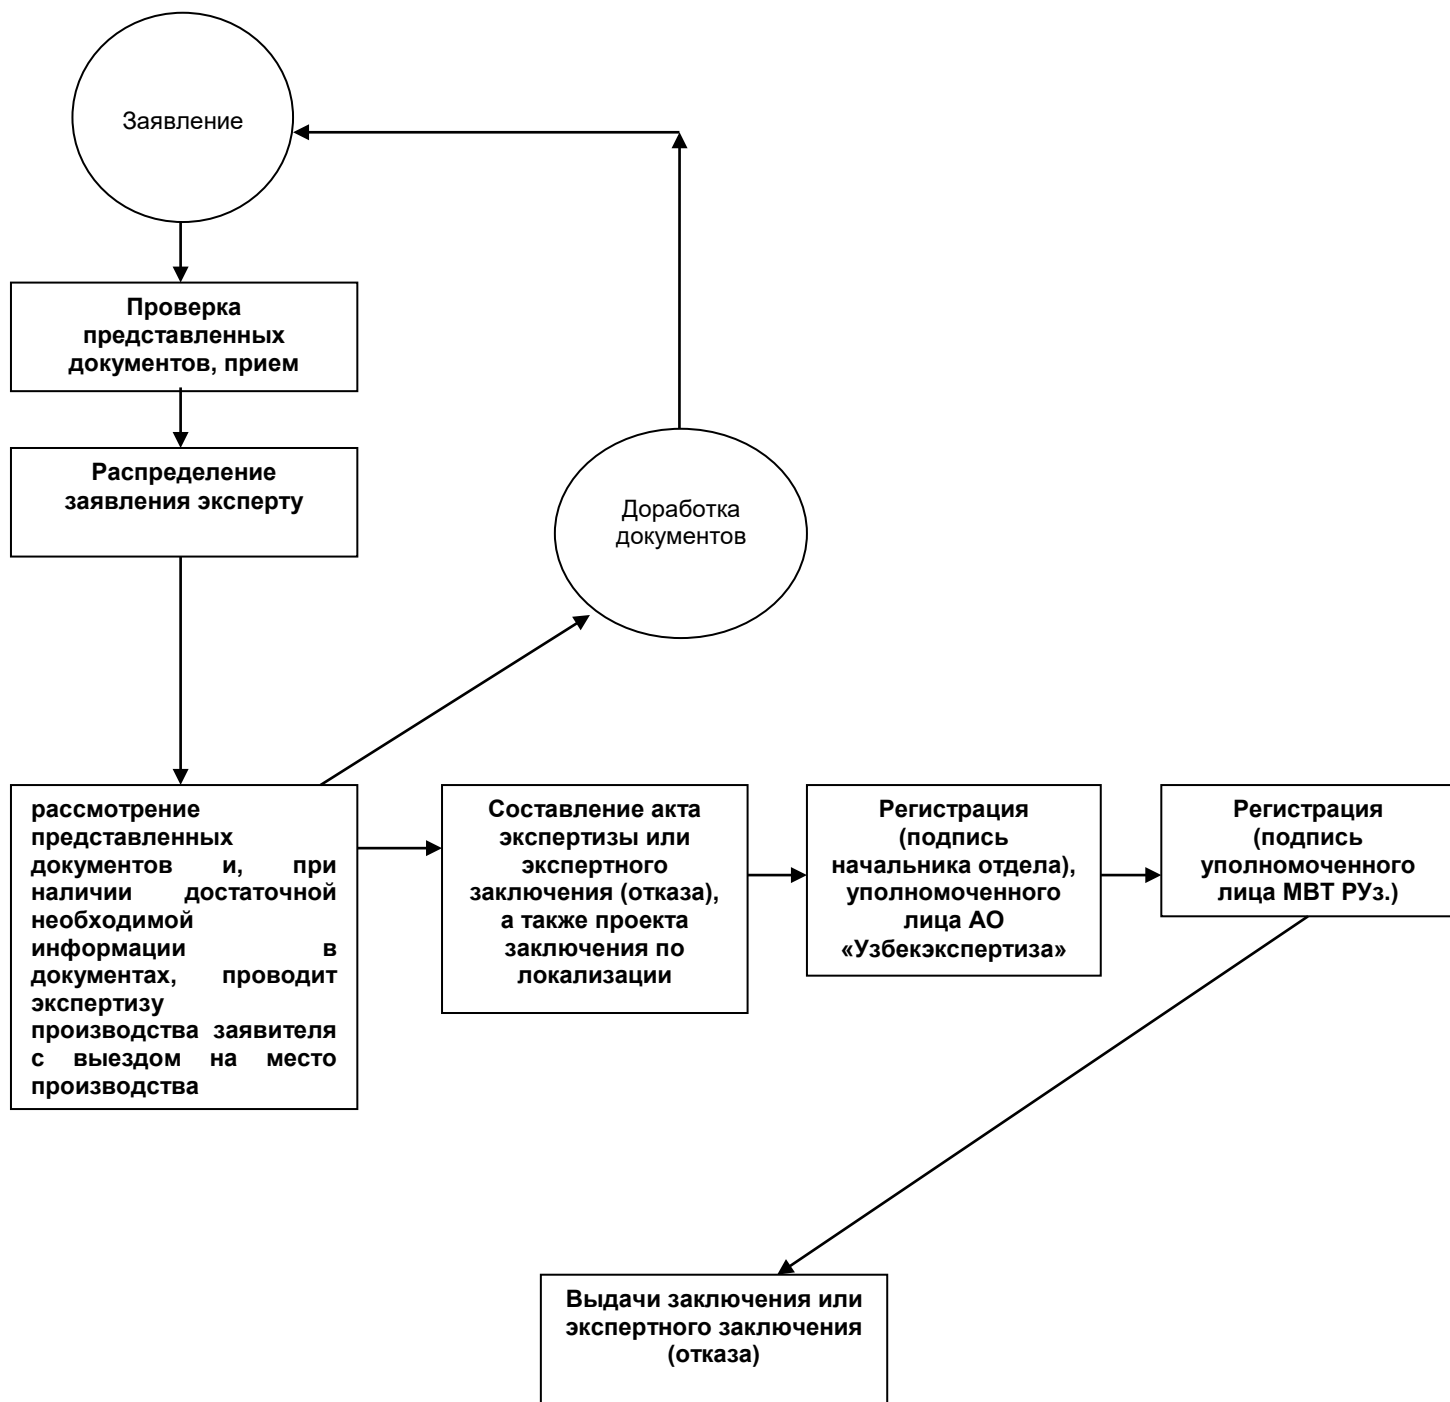 Заявление
Проверка
представленных
документов, прием
Распределение
заявления эксперту
Доработка
документов
рассмотрение
представленных
документов и, при
наличии достаточной
необходимой
информации в
документах, проводит
экспертизу
производства заявителя
с выездом на место
производства
Составление акта
экспертизы или
экспертного
заключения (отказа),
а также проекта
заключения по
локализации
Регистрация
(подпись
начальника отдела),
уполномоченного
лица АО
«Узбекэкспертиза»
Регистрация
(подпись
уполномоченного
лица МВТ РУз.)
Выдачи заключения или
экспертного заключения
(отказа)